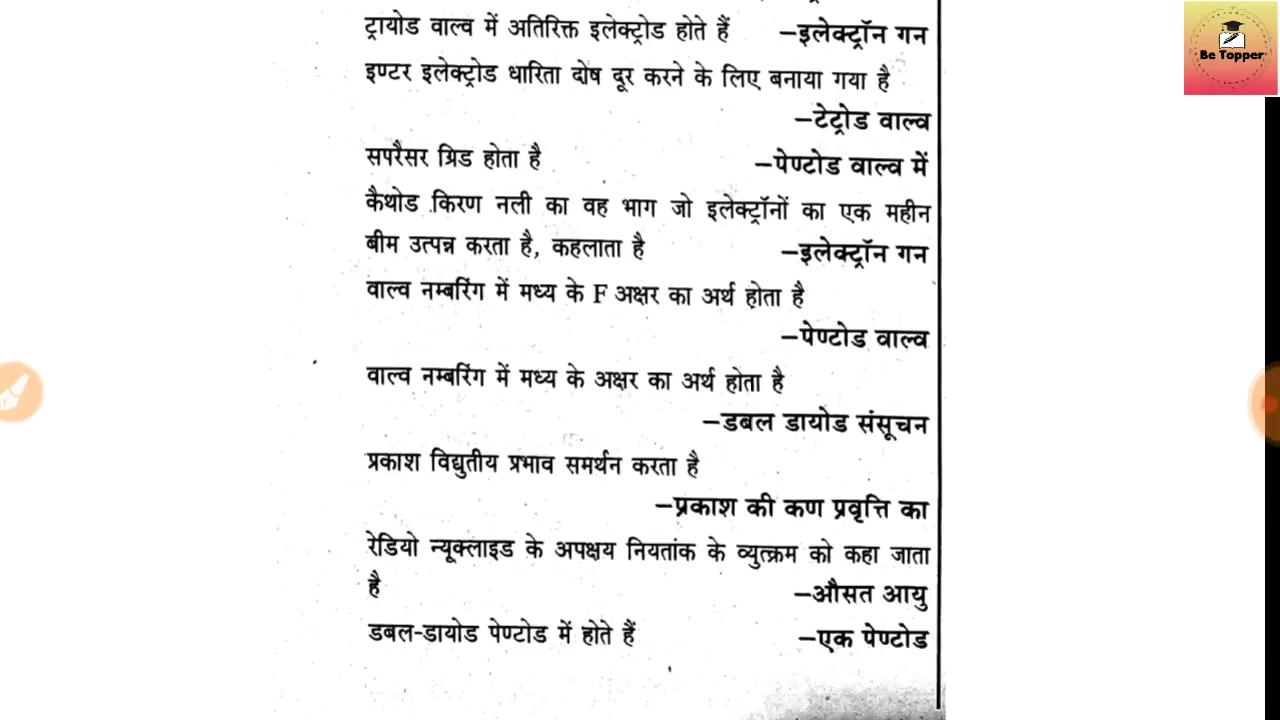 ट्रायोड वाल्व में अतिरिक्त इलेक्ट्रोड होते हैं –इलेक्ट्रॉन गन
Be Topper
इण्टर इलेक्ट्रोड धारिता दोष दूर करने के लिए बनाया गया है
–टेट्रोड वाल्व
सपरैसर ग्रिड होता है –पेण्टोड वाल्व में
कैथोड किरण नली का वह भाग जो इलेक्ट्रॉनों का एक महीन
बीम उत्पन्न करता है, कहलाता है –इलेक्ट्रॉन गन
वाल्व नम्बरिंग में मध्य के F अक्षर का अर्थ होता है
–पेण्टोड वाल्व
वाल्व नम्बरिंग में मध्य के अक्षर का अर्थ होता है
–डबल डायोड संसूचन
प्रकाश विद्युतीय प्रभाव समर्थन करता है
–प्रकाश की कण प्रवृत्ति का
रेडियो न्यूक्लाइड के अपक्षय नियतांक के व्युत्क्रम को कहा जाता
है –औसत आयु
डबल-डायोड पेण्टोड में होते हैं –एक पेण्टोड